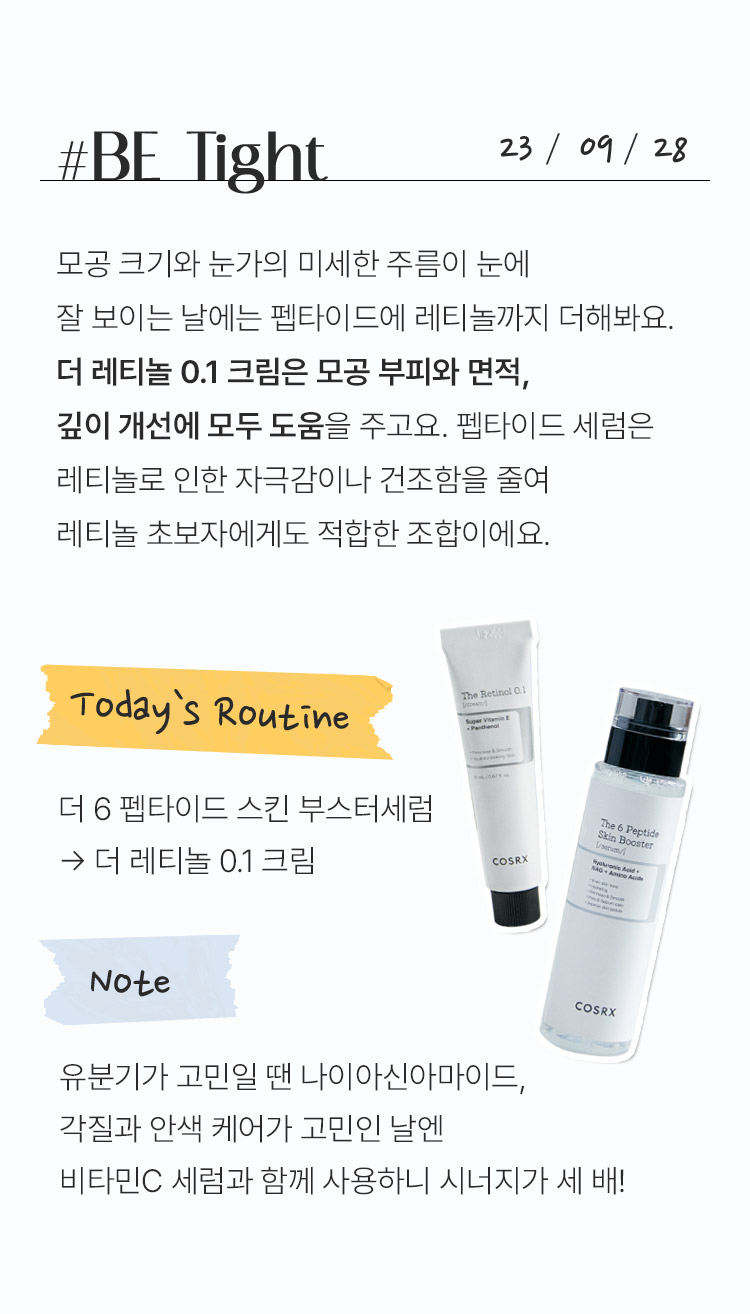 #BE Tight
23 / 09 / 28
모공 크기와 눈가의 미세한 주름이 눈에
잘 보이는 날에는 펩타이드에 레티놀까지 더해봐요.
더 레티놀 0.1 크림은 모공 부피와 면적,
깊이 개선에 모두 도움을 주고요. 펩타이드 세럼은
레티놀로 인한 자극감이나 건조함을 줄여
레티놀 초보자에게도 적합한 조합이에요.
Today`s Routine
더 6 펩타이드 스킨 부스터세럼
→ 더 레티놀 0.1 크림
The Retinol 0.1
[/cream/]
Super Vitamin E
+ Panthenol
COSRX
The 6 Peptide
Skin Booster
[/serum/]
Hyaluronic Acid +
NAG + Amino Acids
COSRX
Note
유분기가 고민일 땐 나이아신아마이드,
각질과 안색 케어가 고민인 날엔
비타민C 세럼과 함께 사용하니 시너지가 세 배!